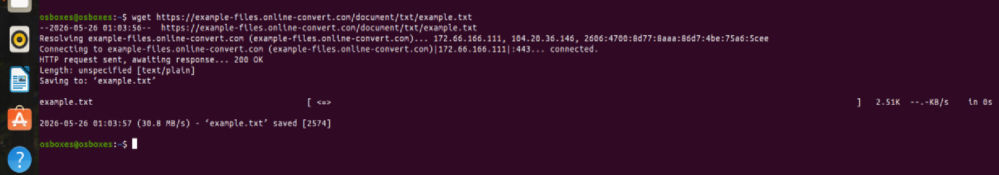 osboxes@osboxes:~$ wget https://example-files.online-convert.com/document/txt/example.txt
--2026-05-26 01:03:56--  https://example-files.online-convert.com/document/txt/example.txt
Resolving example-files.online-convert.com (example-files.online-convert.com)... 172.66.166.111, 104.20.36.146, 2606:4700:8d77:8aaa:86d7:4be:75a6:5cee
Connecting to example-files.online-convert.com (example-files.online-convert.com)|172.66.166.111|:443... connected.
HTTP request sent, awaiting response... 200 OK
Length: unspecified [text/plain]
Saving to: ‘example.txt’
example.txt [ <=> ] 2.51K --.-KB/s in 0s
2026-05-26 01:03:57 (30.8 MB/s) - ‘example.txt’ saved [2574]
osboxes@osboxes:~$